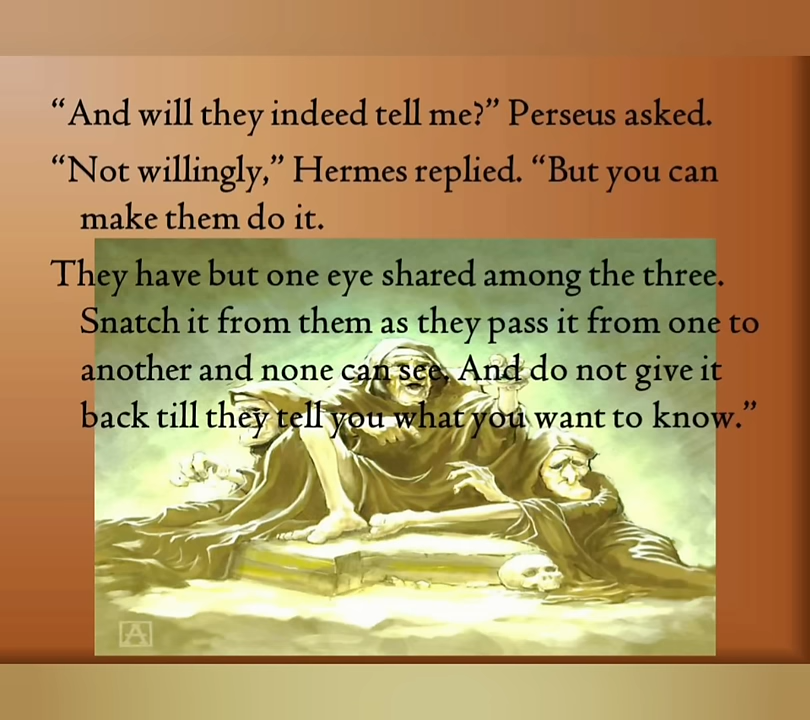 “And will they indeed tell me?” Perseus asked.
“Not willingly,” Hermes replied. “But you can
make them do it.
They have but one eye shared among the three.
Snatch it from them as they pass it from one to
another and none can see. And do not give it
back till they tell you what you want to know.”
A